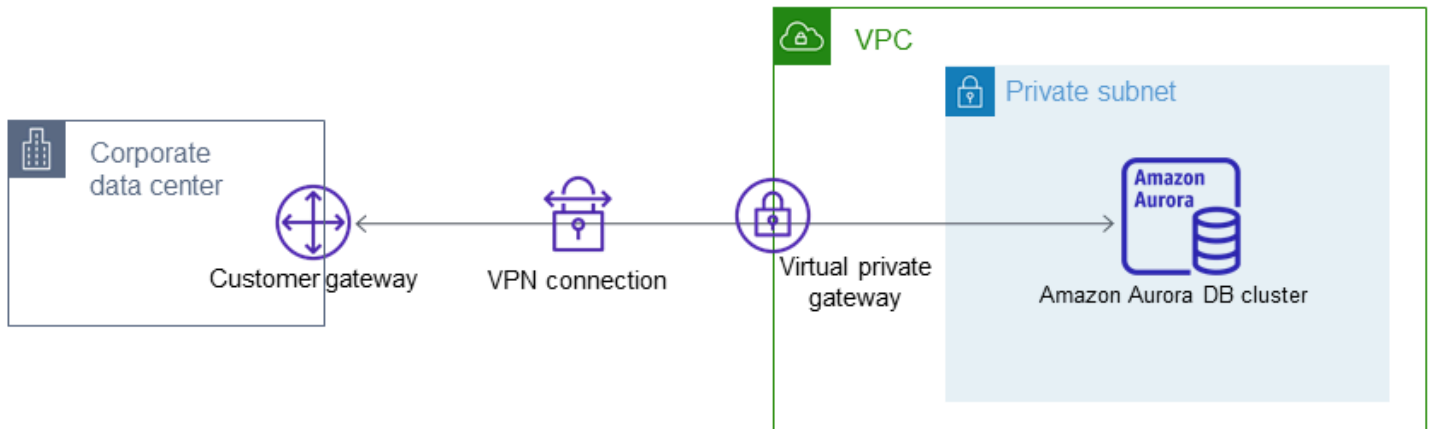 VPC
Private subnet
Corporate
data center
Amazon
Aurora
Customer gateway
VPN connection
Virtual private
gateway
Amazon Aurora DB cluster